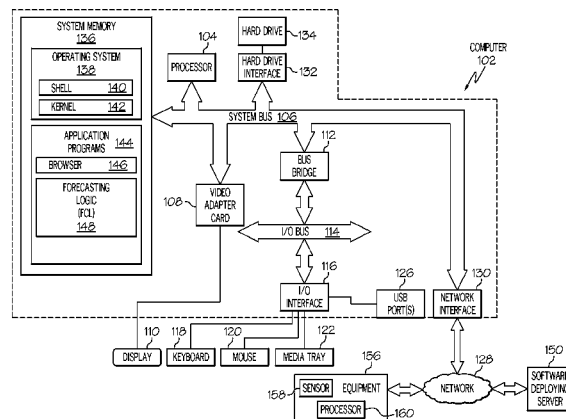 SYSTEM MEMORY
136
OPERATING SYSTEM
138
SHELL 140
KERNEL 142
APPLICATION
PROGRAMS 144
BROWSER 146
FORECASTING
LOGIC
(FCL)
148
104
PROCESSOR
HARD DRIVE
134
HARD DRIVE
INTERFACE
132
COMPUTER
102
SYSTEM BUS 106
112
BUS
BRIDGE
108
VIDEO
ADAPTER
CARD
I/O BUS 114
116
I/O
INTERFACE
126
USB
PORT(S)
130
NETWORK
INTERFACE
110
DISPLAY
118
KEYBOARD
120
MOUSE
122
MEDIA TRAY
156
158
SENSOR
EQUIPMENT
PROCESSOR
160
128
NETWORK
150
SOFTWARE
DEPLOYING
SERVER